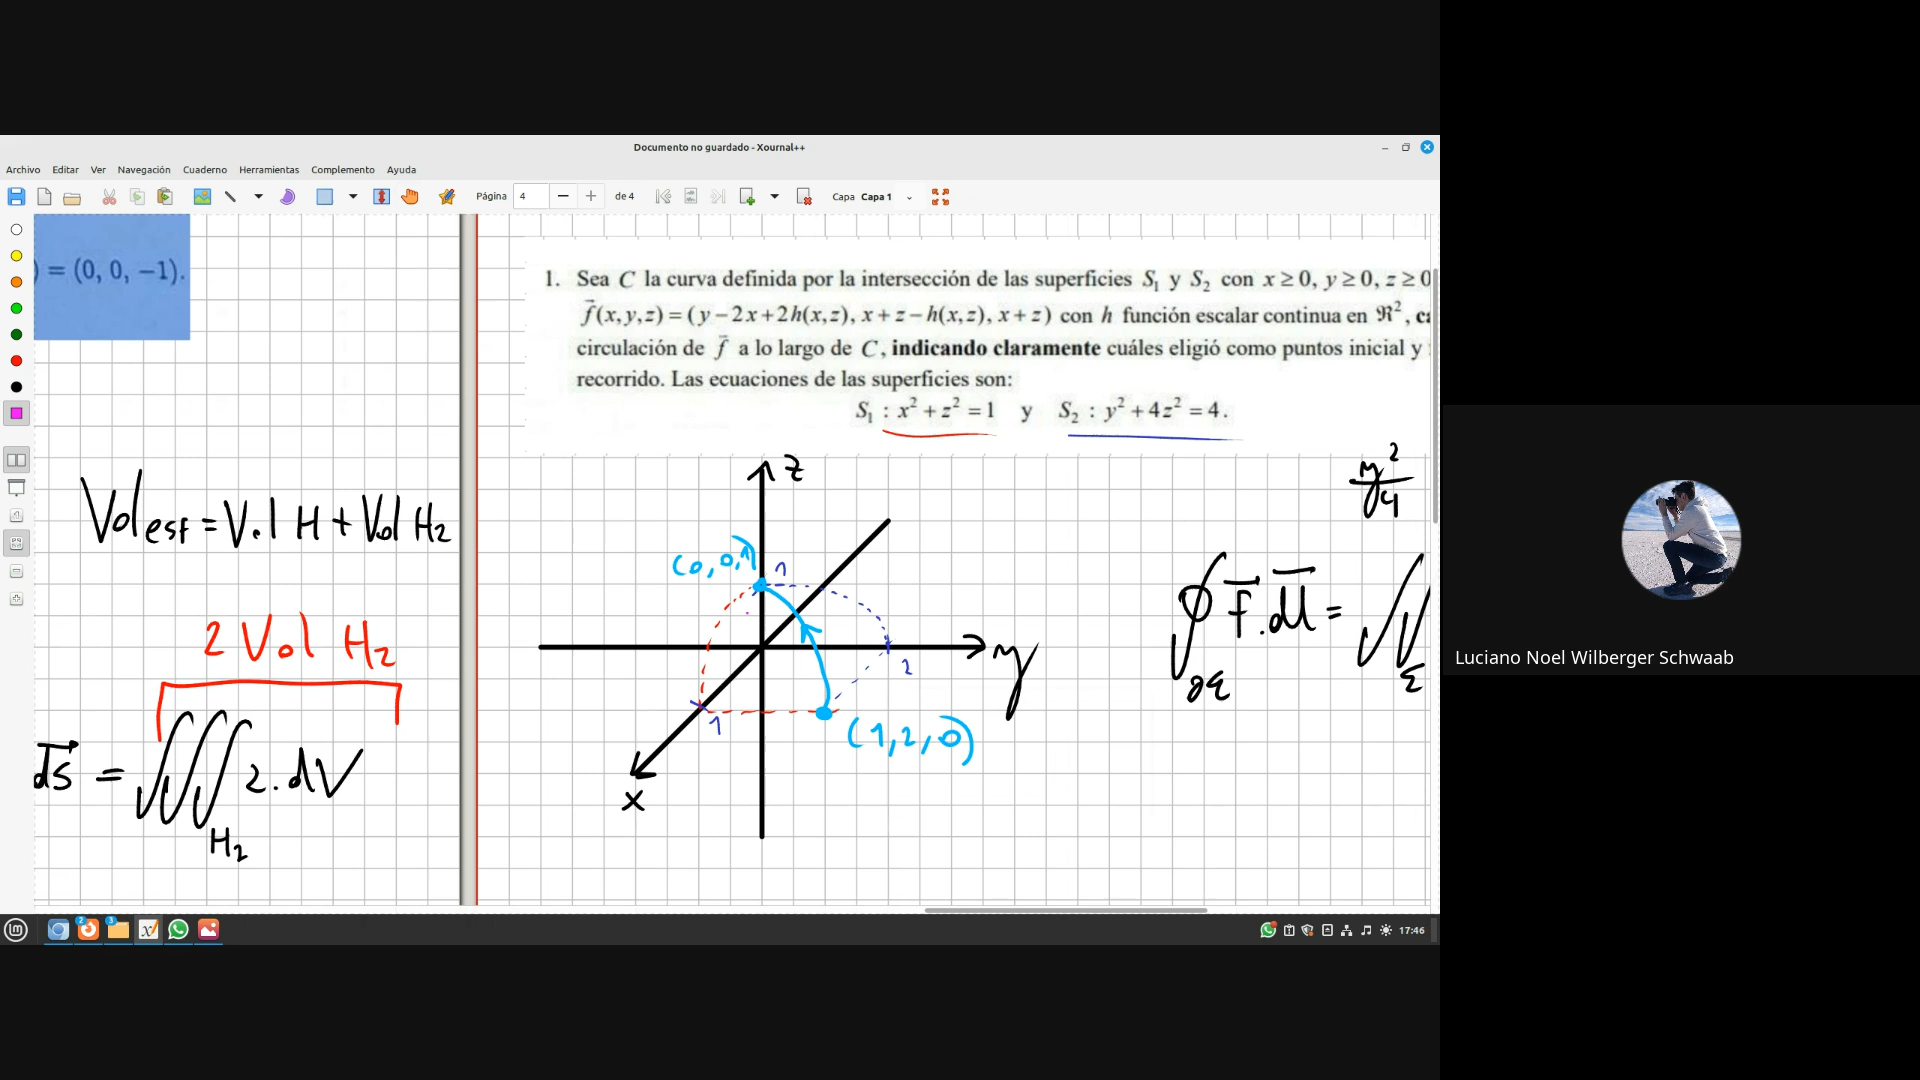 Documento no guardado - Xournal++
Archivo Editar Ver Navegación Cuaderno Herramientas Complemento Ayuda
Página 4 de 4 Capa Capa 1
) = (0, 0, −1).
1. Sea C la curva definida por la intersección de las superficies S₁ y S₂ con x ≥ 0, y ≥ 0, z ≥ 0
f̄(x,y,z) = (y − 2x + 2h(x,z), x + z − h(x,z), x + z) con h función escalar continua en ℜ²,
circulación de f̄ a lo largo de C, indicando claramente cuáles eligió como puntos inicial y
recorrido. Las ecuaciones de las superficies son:
S₁ : x² + z² = 1 y S₂ : y² + 4z² = 4.
Vol esf = Vol H + Vol H₂
2 Vol H₂
ds = ∭ 2. dV
H₂
z
(0,0,1)
1
y
2
1
(1,2,0)
x
y²/4
∮ F̄ . dl = ∬
∂Σ Σ
Luciano Noel Wilberger Schwaab
2 3
17:46